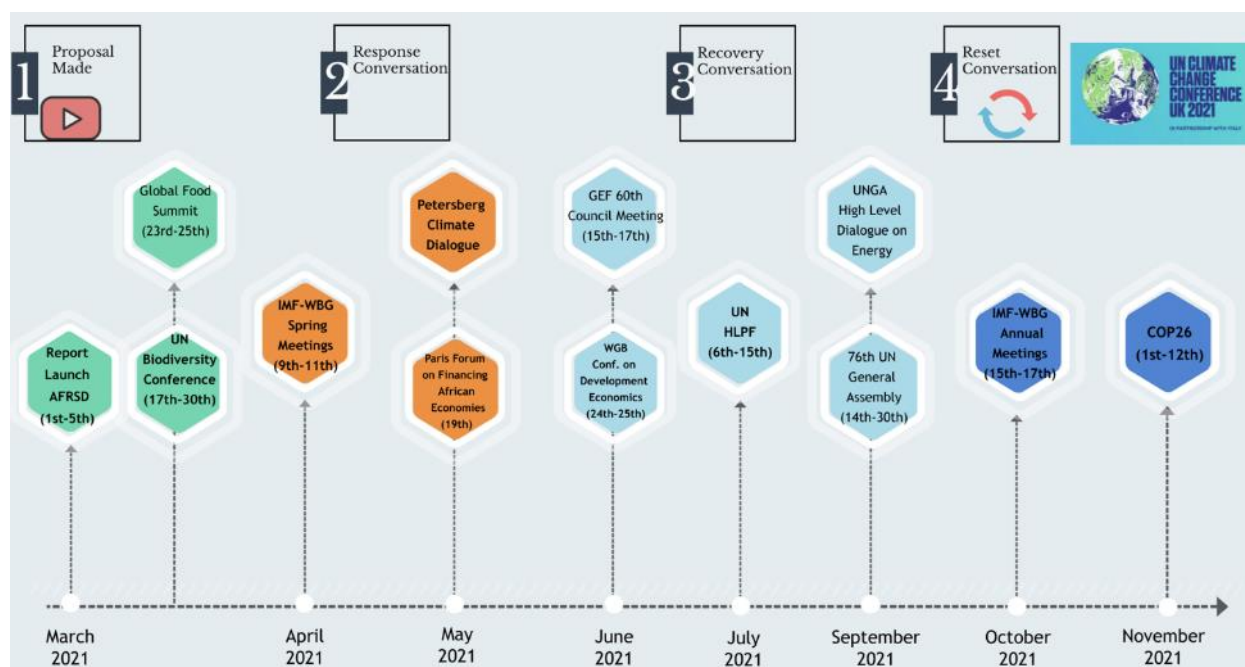 1
Proposal
Made
2
Response
Conversation
3
Recovery
Conversation
4
Reset
Conversation
UN CLIMATE
CHANGE
CONFERENCE
UK 2021
IN PARTNERSHIP WITH ITALY
Global Food
Summit
(23rd-25th)
Petersberg
Climate
Dialogue
GEF 60th
Council Meeting
(15th-17th)
UNGA
High Level
Dialogue on
Energy
Report
Launch
AFRSD
(1st-5th)
UN
Biodiversity
Conference
(17th-30th)
IMF-WBG
Spring
Meetings
(9th-11th)
Paris Forum
on Financing
African
Economies
(19th)
WGB
Conf. on
Development
Economics
(24th-25th)
UN
HLPF
(6th-15th)
76th UN
General
Assembly
(14th-30th)
IMF-WBG
Annual
Meetings
(15th-17th)
COP26
(1st-12th)
March
2021
April
2021
May
2021
June
2021
July
2021
September
2021
October
2021
November
2021